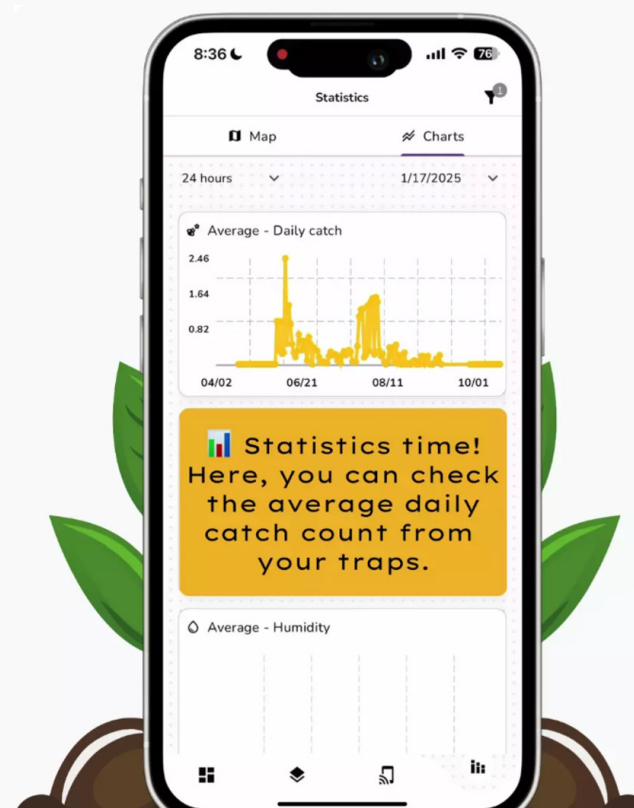 8:36
76
Statistics
1
Map
Charts
24 hours
1/17/2025
Average - Daily catch
2.46
1.64
0.82
04/02
06/21
08/11
10/01
📊 Statistics time!
Here, you can check
the average daily
catch count from
your traps.
Average - Humidity